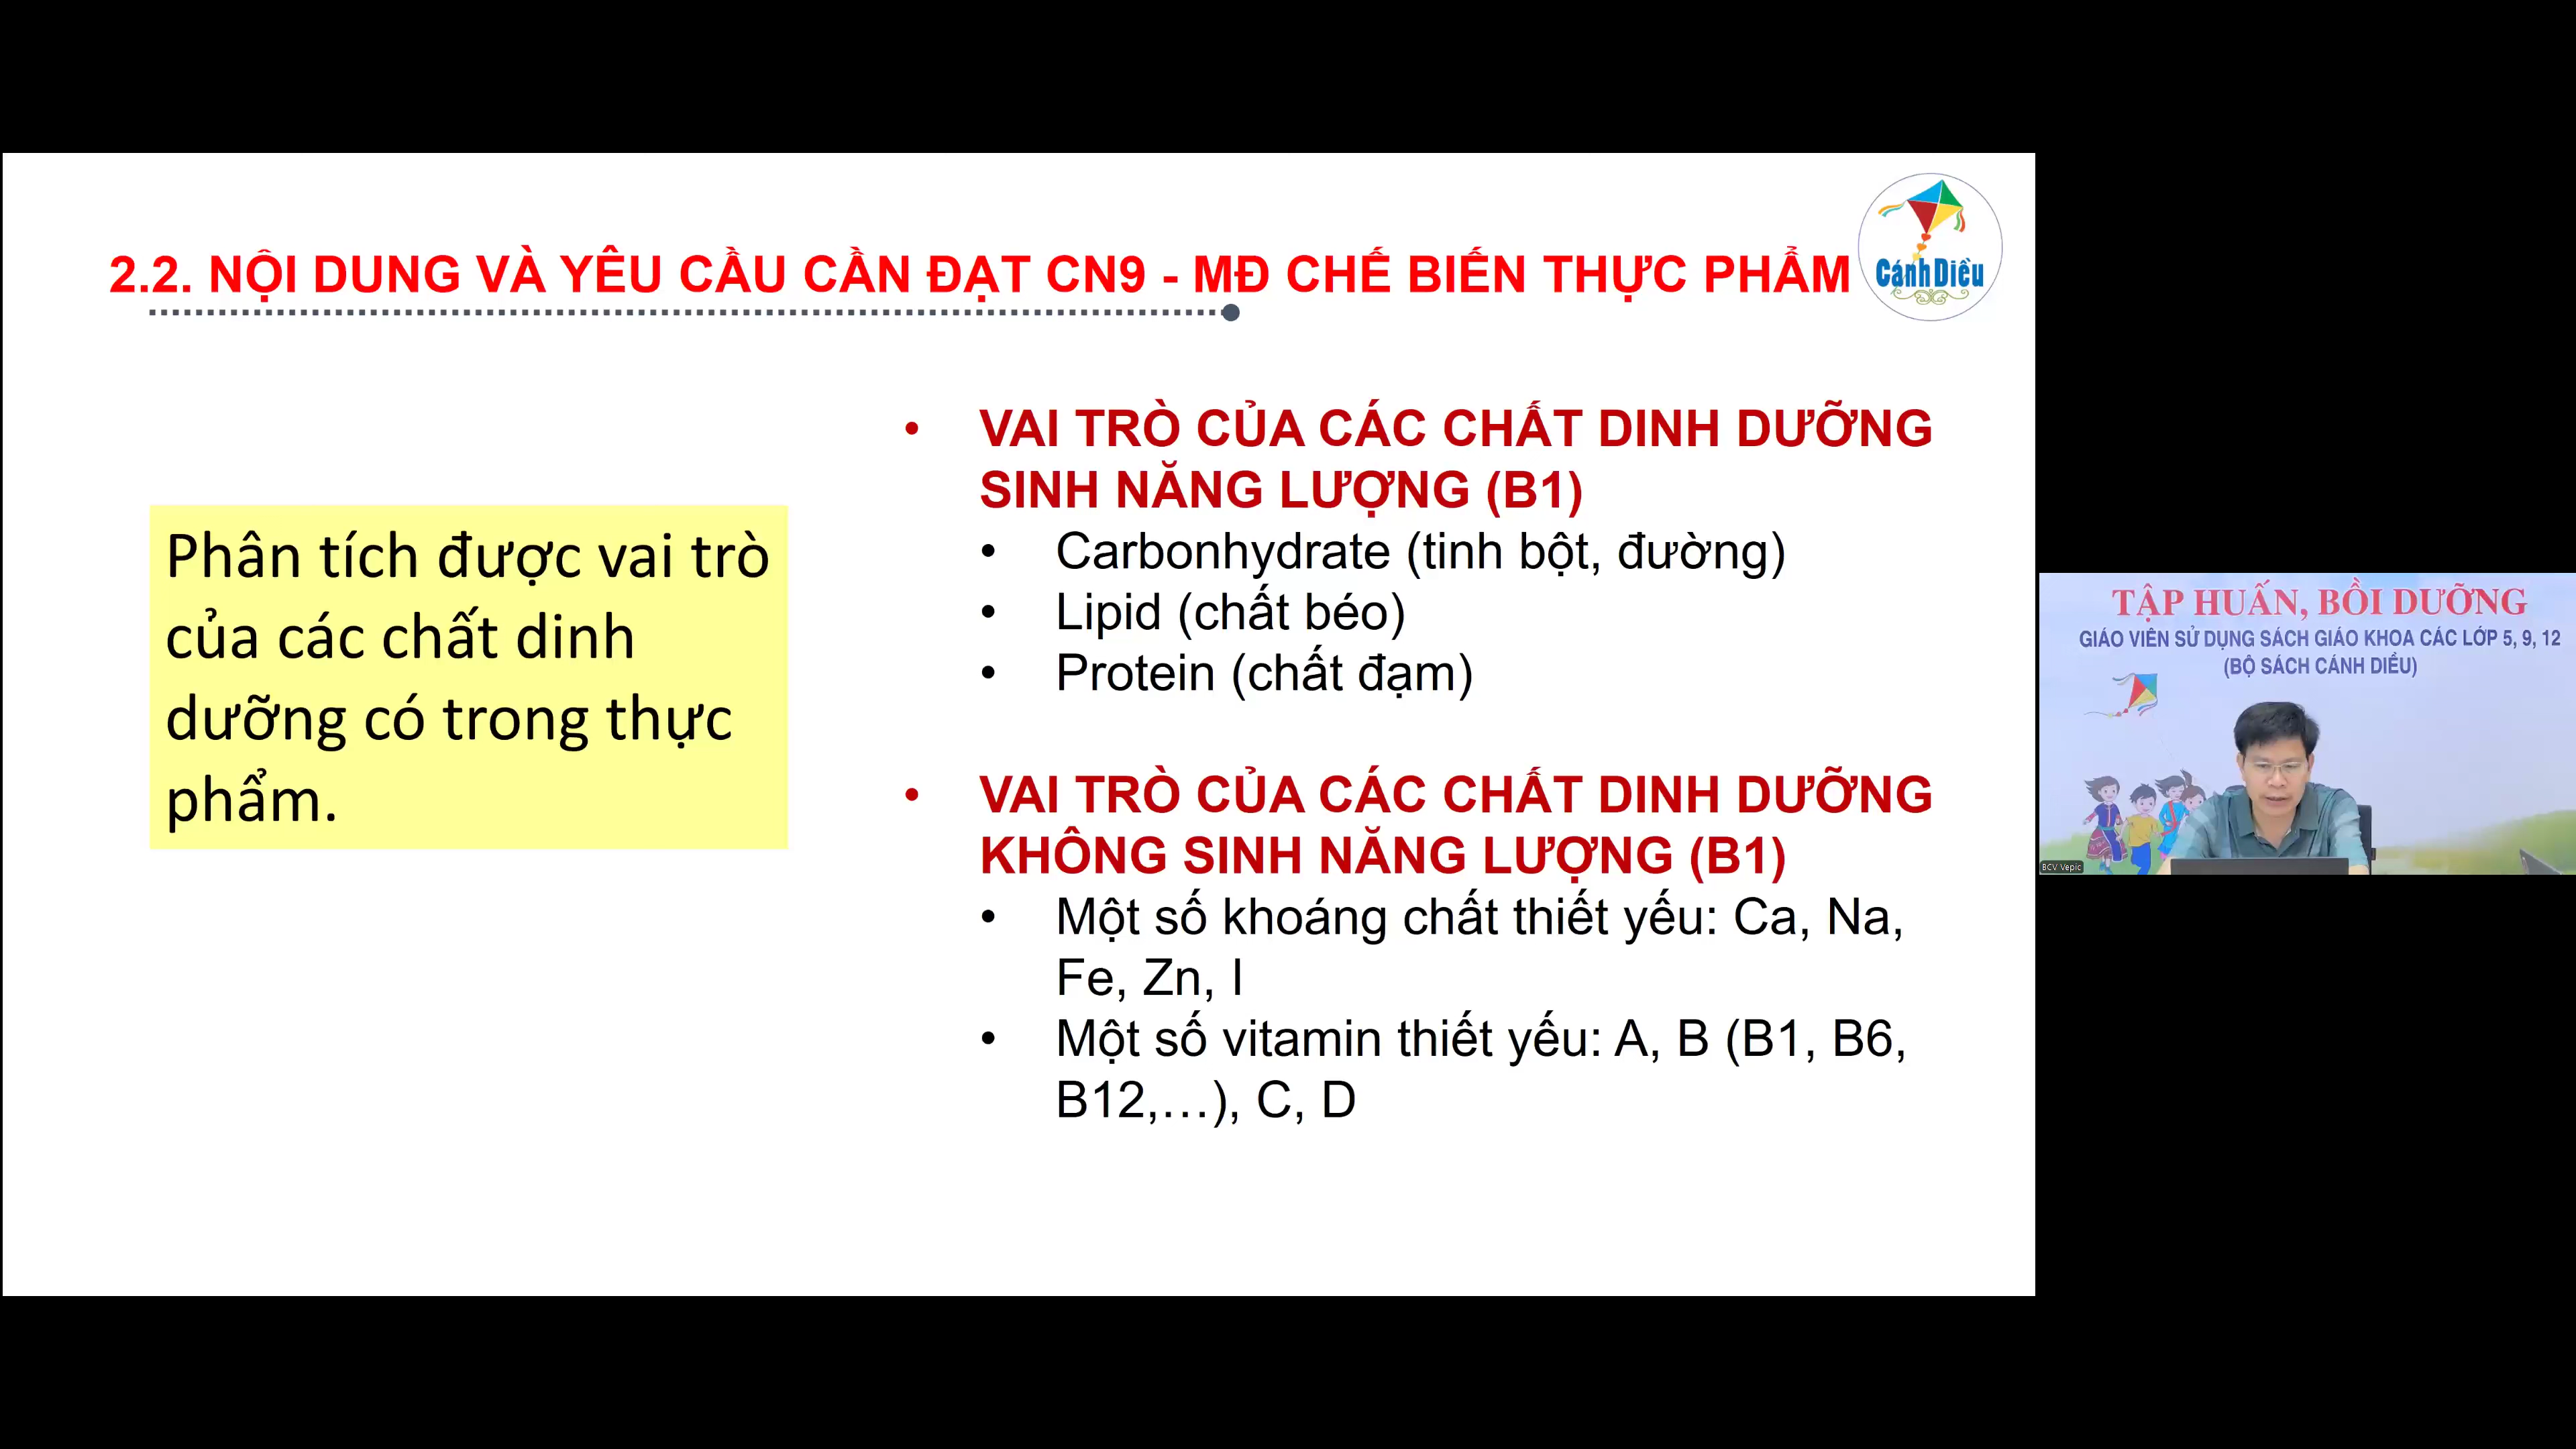 2.2. NỘI DUNG VÀ YÊU CẦU CẦN ĐẠT CN9 - MĐ CHẾ BIẾN THỰC PHẨM
Cánh Diều
Phân tích được vai trò
của các chất dinh
dưỡng có trong thực
phẩm.
• VAI TRÒ CỦA CÁC CHẤT DINH DƯỠNG
SINH NĂNG LƯỢNG (B1)
• Carbonhydrate (tinh bột, đường)
• Lipid (chất béo)
• Protein (chất đạm)
• VAI TRÒ CỦA CÁC CHẤT DINH DƯỠNG
KHÔNG SINH NĂNG LƯỢNG (B1)
• Một số khoáng chất thiết yếu: Ca, Na,
Fe, Zn, I
• Một số vitamin thiết yếu: A, B (B1, B6,
B12,…), C, D
TẬP HUẤN, BỒI DƯỠNG
GIÁO VIÊN SỬ DỤNG SÁCH GIÁO KHOA CÁC LỚP 5, 9, 12
(BỘ SÁCH CÁNH DIỀU)
BCV Vepic